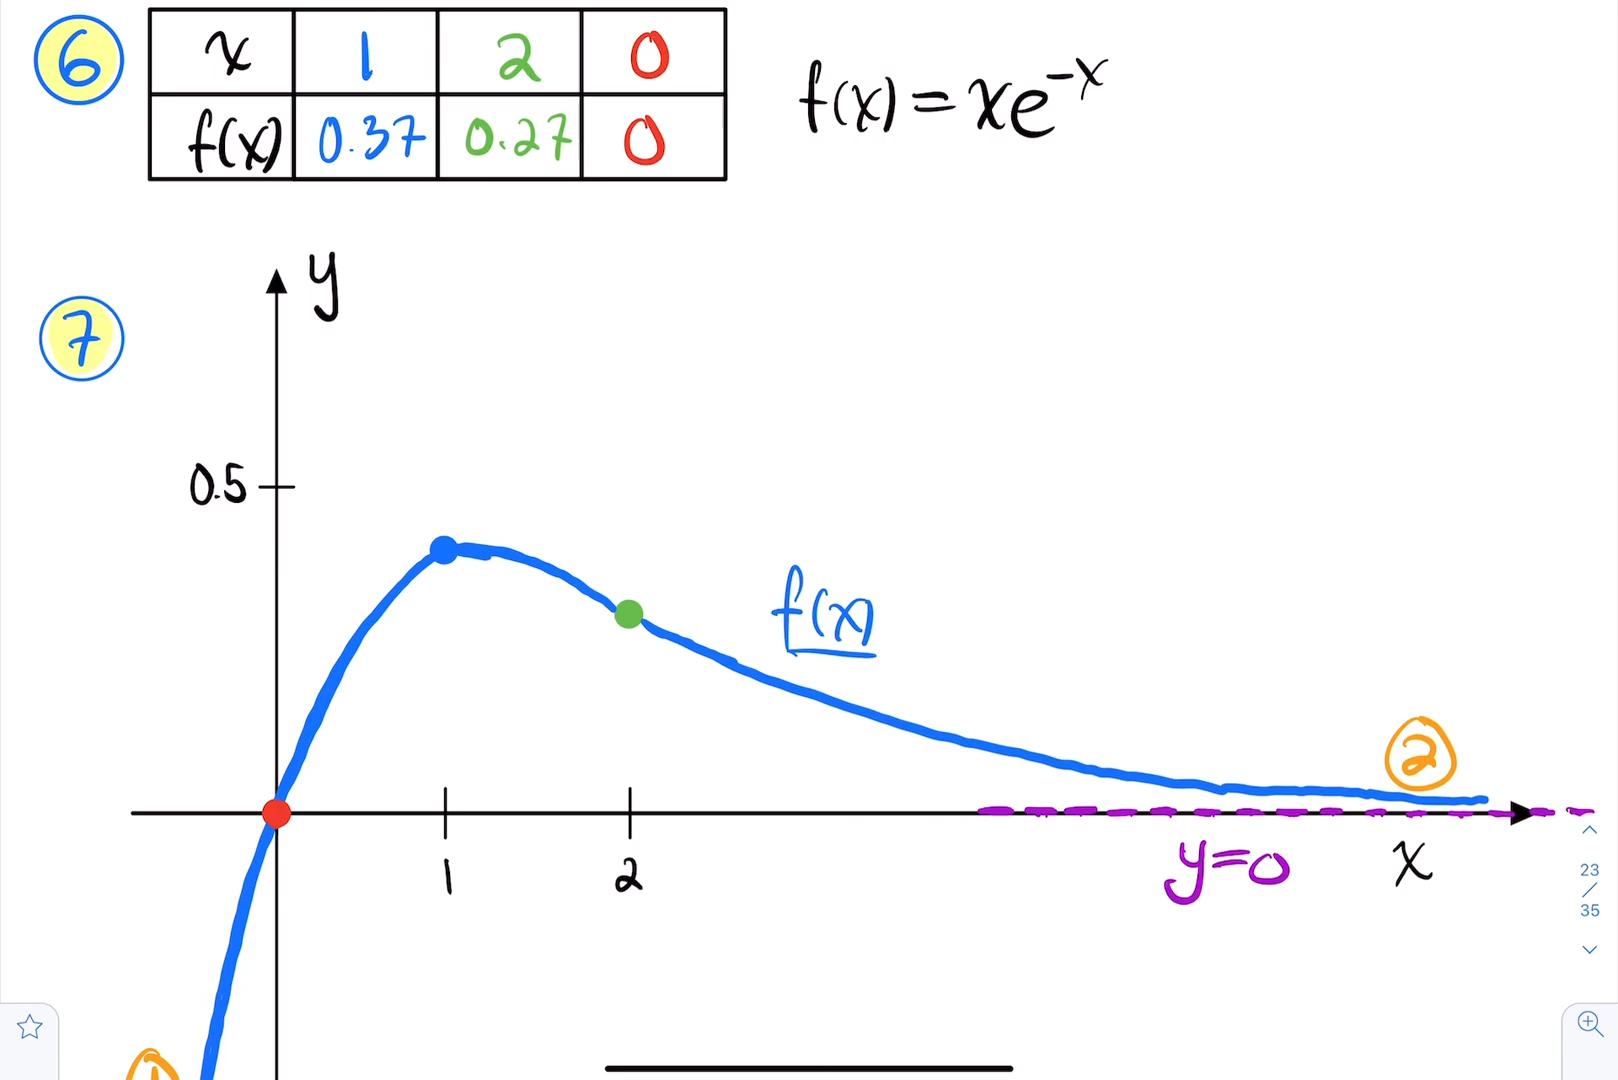 6
x 1 2 0
f(x) 0.37 0.27 0
f(x) = xe^{-x}
y
7
0.5
f(x)
2
1 2
y=0 x
23
/
35
1